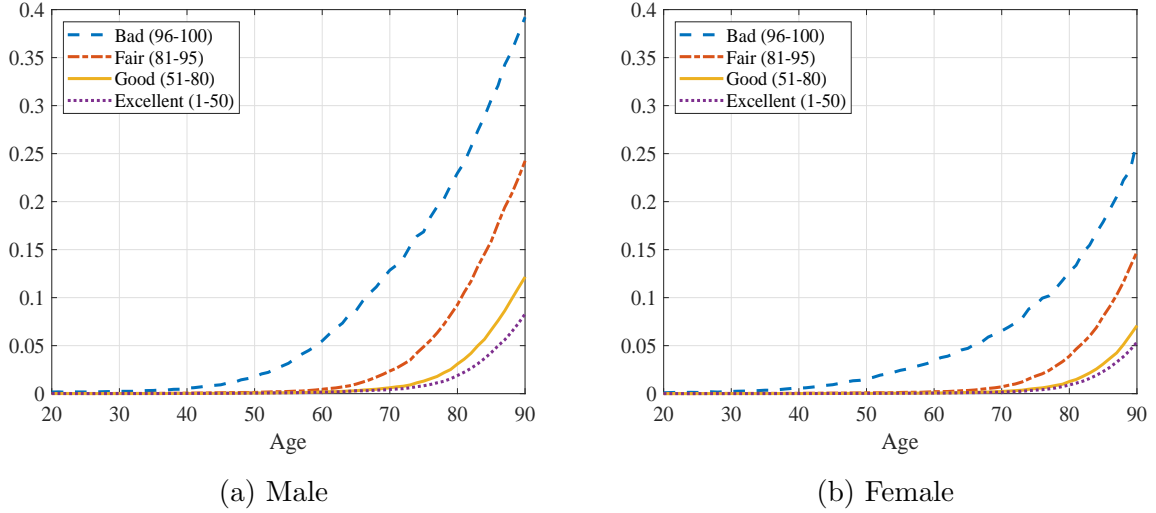 0.4
0.35
0.3
0.25
0.2
0.15
0.1
0.05
0
20 30 40 50 60 70 80 90
Age
Bad (96-100)
Fair (81-95)
Good (51-80)
Excellent (1-50)
(a) Male
0.4
0.35
0.3
0.25
0.2
0.15
0.1
0.05
0
20 30 40 50 60 70 80 90
Age
Bad (96-100)
Fair (81-95)
Good (51-80)
Excellent (1-50)
(b) Female